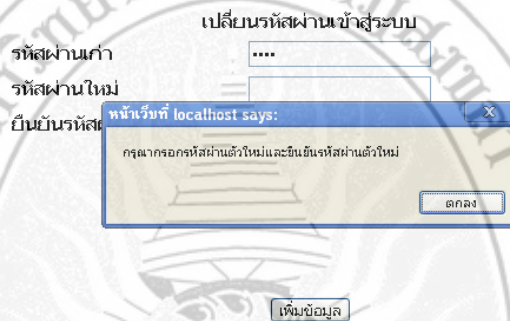 เปลี่ยนรหัสผ่านเข้าสู่ระบบ
รหัสผ่านเก่า ••••
รหัสผ่านใหม่
ยืนยันรหัส
หน้าเว็บที่ localhost says:
X
กรุณากรอกรหัสผ่านตัวใหม่และยืนยันรหัสผ่านตัวใหม่
ตกลง
เพิ่มข้อมูล